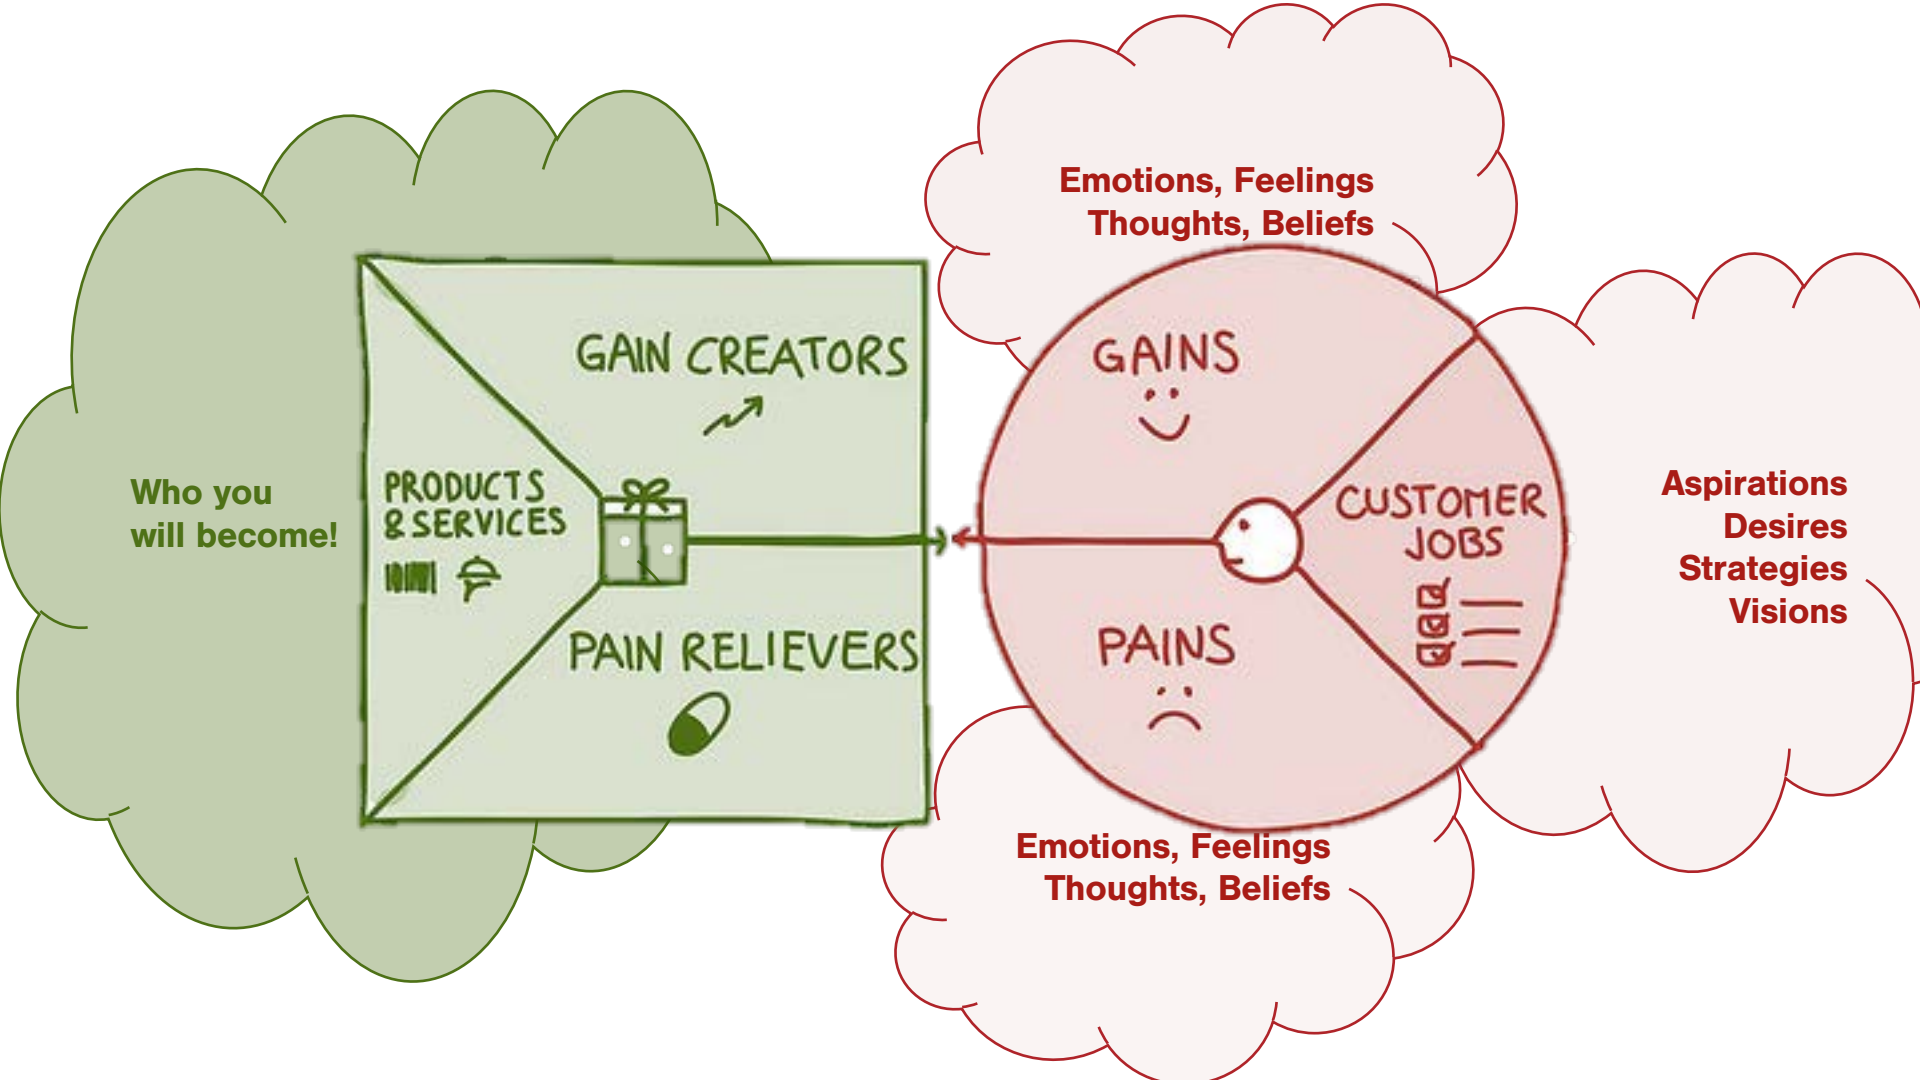 Emotions, Feelings
Thoughts, Beliefs
GAIN CREATORS
GAINS
Who you
will become!
PRODUCTS
& SERVICES
CUSTOMER
JOBS
Aspirations
Desires
Strategies
Visions
PAIN RELIEVERS
PAINS
Emotions, Feelings
Thoughts, Beliefs